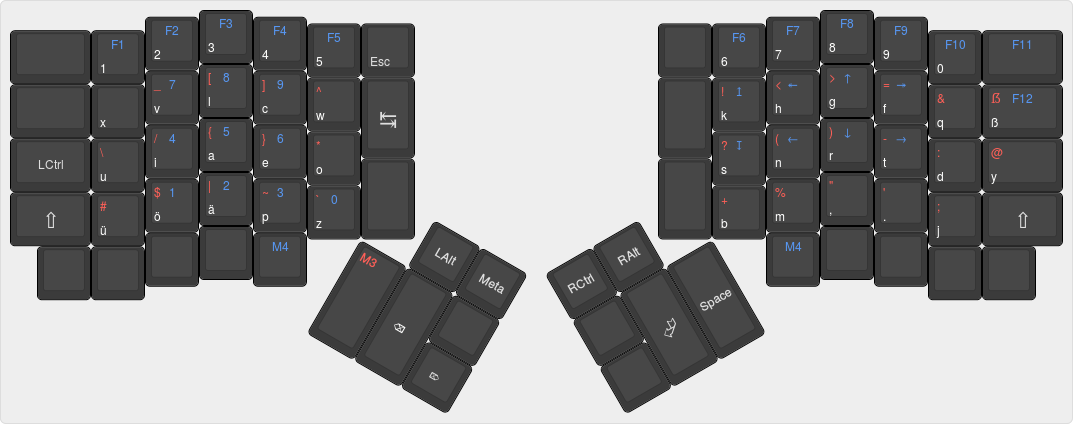 F1
1
F2
2
F3
3
F4
4
F5
5
Esc
F6
6
F7
7
F8
8
F9
9
F10
0
F11
x
_ 7
v
[ 8
l
] 9
c
^
w
↹
! I
k
< ←
h
> ↑
g
= →
f
&
q
ẞ F12
ß
LCtrl
\
u
/ 4
i
{ 5
a
} 6
e
*
o
? I
s
( ←
n
) ↓
r
- →
t
:
d
@
y
⇧
#
ü
$ 1
ö
| 2
ä
~ 3
p
` 0
z
+
b
%
m
"
,
'
.
;
j
⇧
M4
M4
M3
LAlt
Meta
⌫
⌦
RCtrl
RAlt
Space